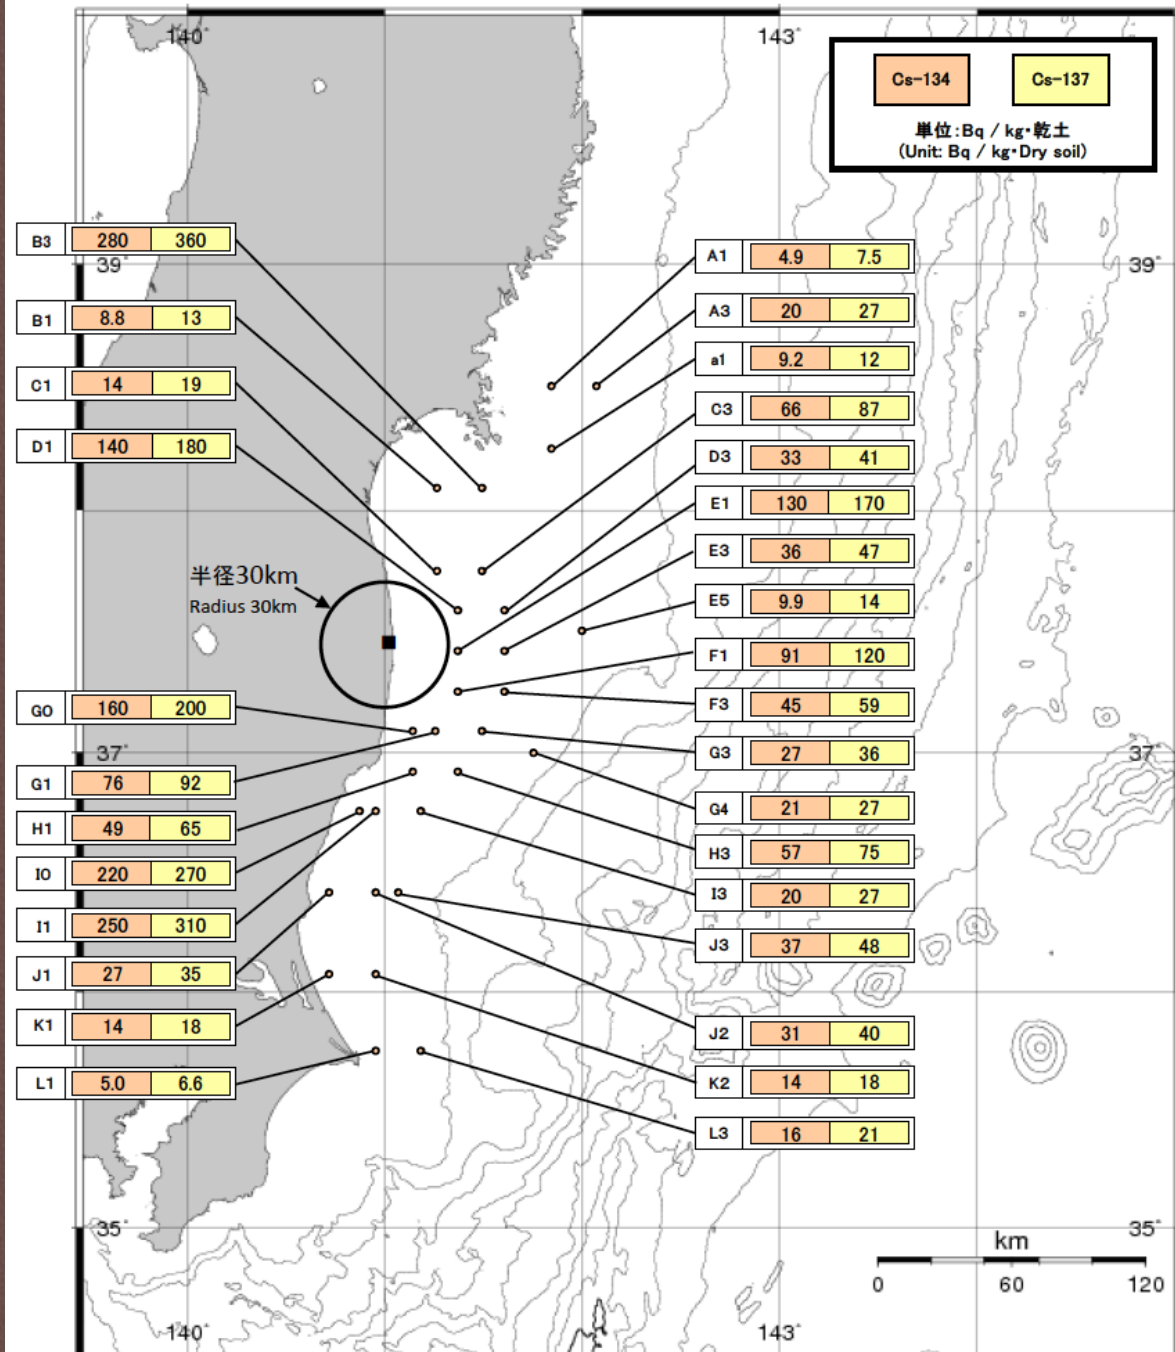 140°
143°
Cs-134 Cs-137
単位:Bq / kg・乾土
(Unit: Bq / kg・Dry soil)
B3 280 360
39°
39°
A1 4.9 7.5
B1 8.8 13
A3 20 27
a1 9.2 12
C1 14 19
C3 66 87
D1 140 180
D3 33 41
E1 130 170
E3 36 47
半径30km
Radius 30km
E5 9.9 14
F1 91 120
G0 160 200
F3 45 59
37°
37°
G3 27 36
G1 76 92
G4 21 27
H1 49 65
H3 57 75
I0 220 270
I3 20 27
I1 250 310
J3 37 48
J1 27 35
K1 14 18
J2 31 40
L1 5.0 6.6
K2 14 18
L3 16 21
35°
35°
km
0 60 120
140°
143°